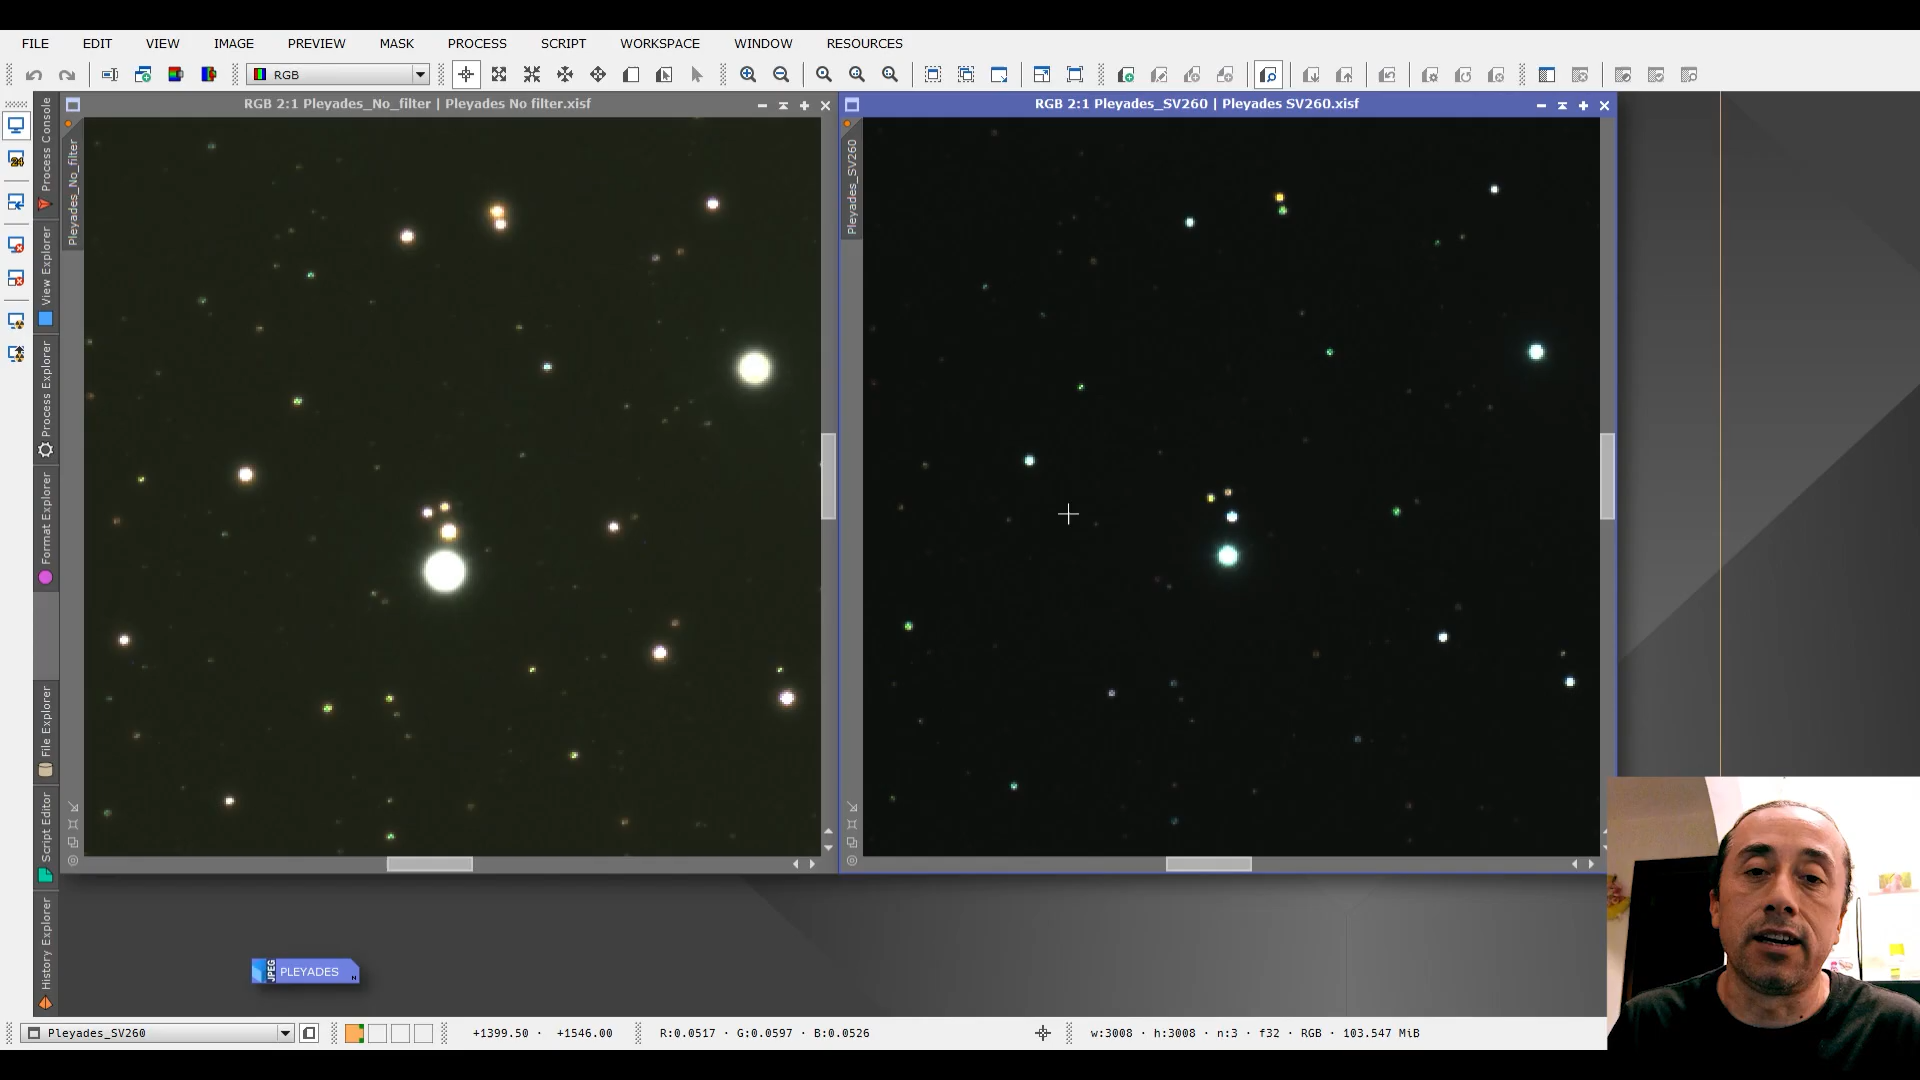 FILE EDIT VIEW IMAGE PREVIEW MASK PROCESS SCRIPT WORKSPACE WINDOW RESOURCES
RGB
RGB 2:1 Pleyades_No_filter | Pleyades No filter.xisf
RGB 2:1 Pleyades_SV260 | Pleyades SV260.xisf
Process Console
View Explorer
Process Explorer
Format Explorer
File Explorer
Script Editor
History Explorer
24
Pleyades_No_filter
Pleyades_SV260
JPEG
PLEYADES
N
Pleyades_SV260
+1399.50 · +1546.00
R:0.0517 · G:0.0597 · B:0.0526
w:3008 · h:3008 · n:3 · f32 · RGB · 103.547 MiB